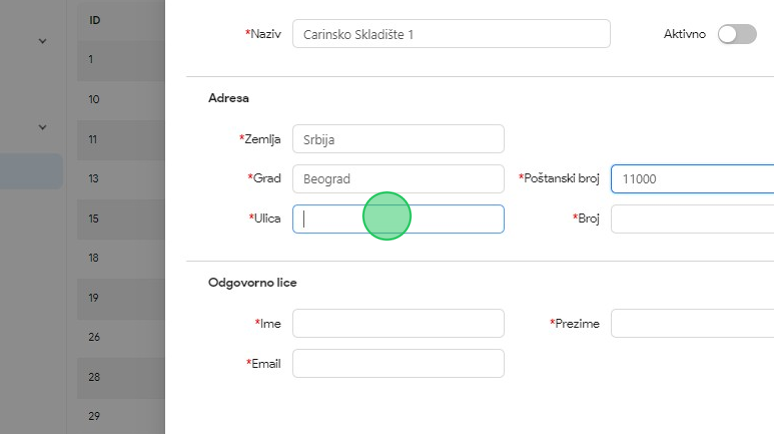 ID
*Naziv Carinsko Skladište 1 Aktivno
1
Adresa
10
*Zemlja Srbija
11
*Grad Beograd *Poštanski broj 11000
13
*Ulica *Broj
15
18
Odgovorno lice
19
*Ime *Prezime
26
*Email
28
29